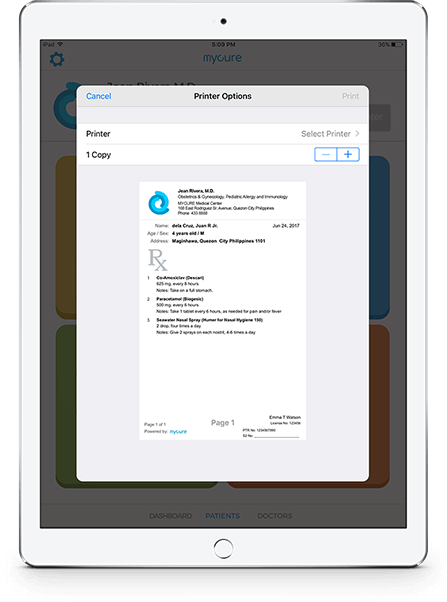 iPad 5:09 PM 36%
mycure
Jean Rivera M.D.
Cancel Printer Options Print
Printer Select Printer >
1 Copy − +
Jean Rivera, M.D.
Obstetrics & Gynecology, Pediatric Allergy and Immunology
MYCURE Medical Center
168 East Rodriguez Sr. Avenue, Quezon City Philippines
Phone 433 8888
Name: dela Cruz, Juan R Jr. Jun 24, 2017
Age / Sex: 4 years old / M
Address: Maginhawa, Quezon City Philippines 1101
Rx
1 Co-Amoxiclav (Descari)
625 mg, every 8 hours
Notes: Take on a full stomach.
2 Paracetamol (Biogesic)
500 mg, every 6 hours
Notes: Take 1 tablet every 6 hours, as needed for pain and/or fever
3 Seawater Nasal Spray (Humer for Nasal Hygiene 150)
2 drop, four times a day
Notes: Give 2 sprays on each nostril, 4-6 times a day
Emma T Watson
Page 1 of 1 Page 1 License No. 123456
Powered by: mycure PTR No. 1234567890
S2 No.
DASHBOARD PATIENTS DOCTORS